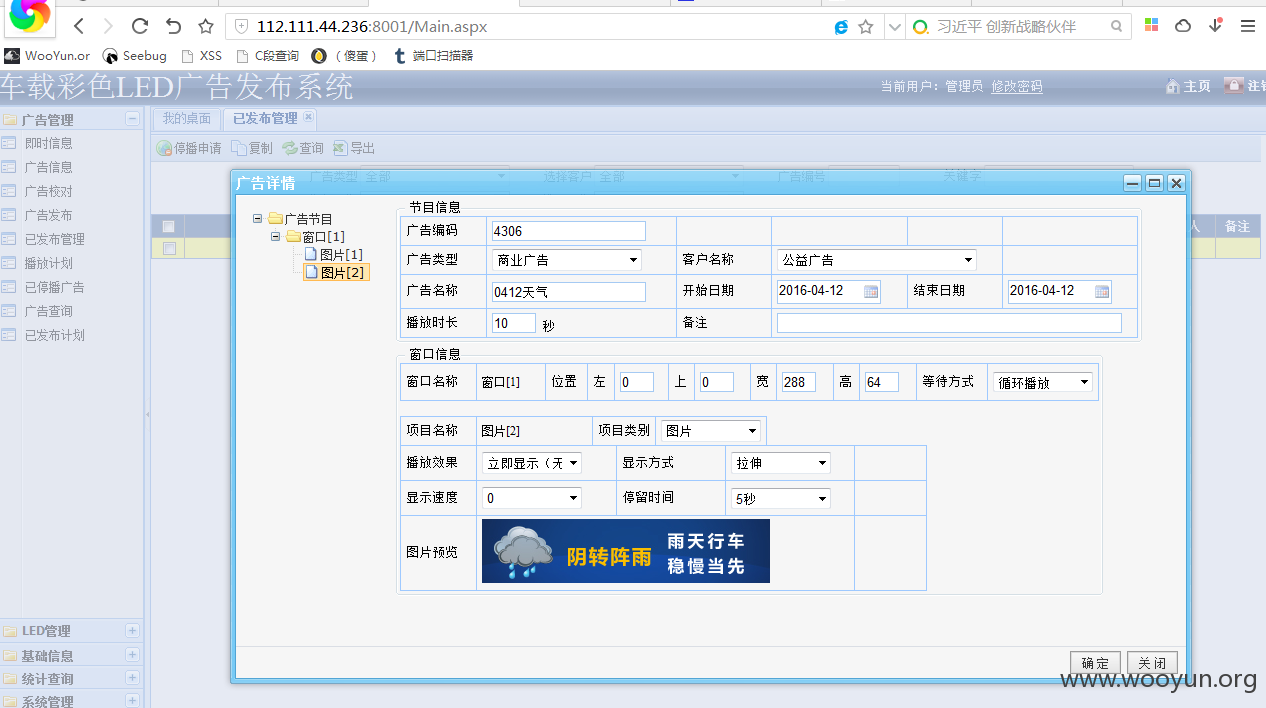 112.111.44.236:8001/Main.aspx
习近平 创新战略伙伴
WooYun.or Seebug XSS C段查询 （傻蛋） 端口扫描器
车载彩色LED广告发布系统
当前用户：管理员 修改密码 主页 注销
广告管理
我的桌面 已发布管理
停播申请 复制 查询 导出
即时信息
广告信息
广告校对
广告发布
已发布管理
播放计划
已停播广告
广告查询
已发布计划
LED管理
基础信息
统计查询
系统管理
广告类型 全部 选择客户 全部 广告编号 关键字
人 备注
广告详情
广告节目
窗口[1]
图片[1]
图片[2]
节目信息
广告编码 4306
广告类型 商业广告 客户名称 公益广告
广告名称 0412天气 开始日期 2016-04-12 结束日期 2016-04-12
播放时长 10 秒 备注
窗口信息
窗口名称 窗口[1] 位置 左 0 上 0 宽 288 高 64 等待方式 循环播放
项目名称 图片[2] 项目类别 图片
播放效果 立即显示（无 显示方式 拉伸
显示速度 0 停留时间 5秒
图片预览
阴转阵雨
雨天行车
稳慢当先
确定 关闭
www.wooyun.org